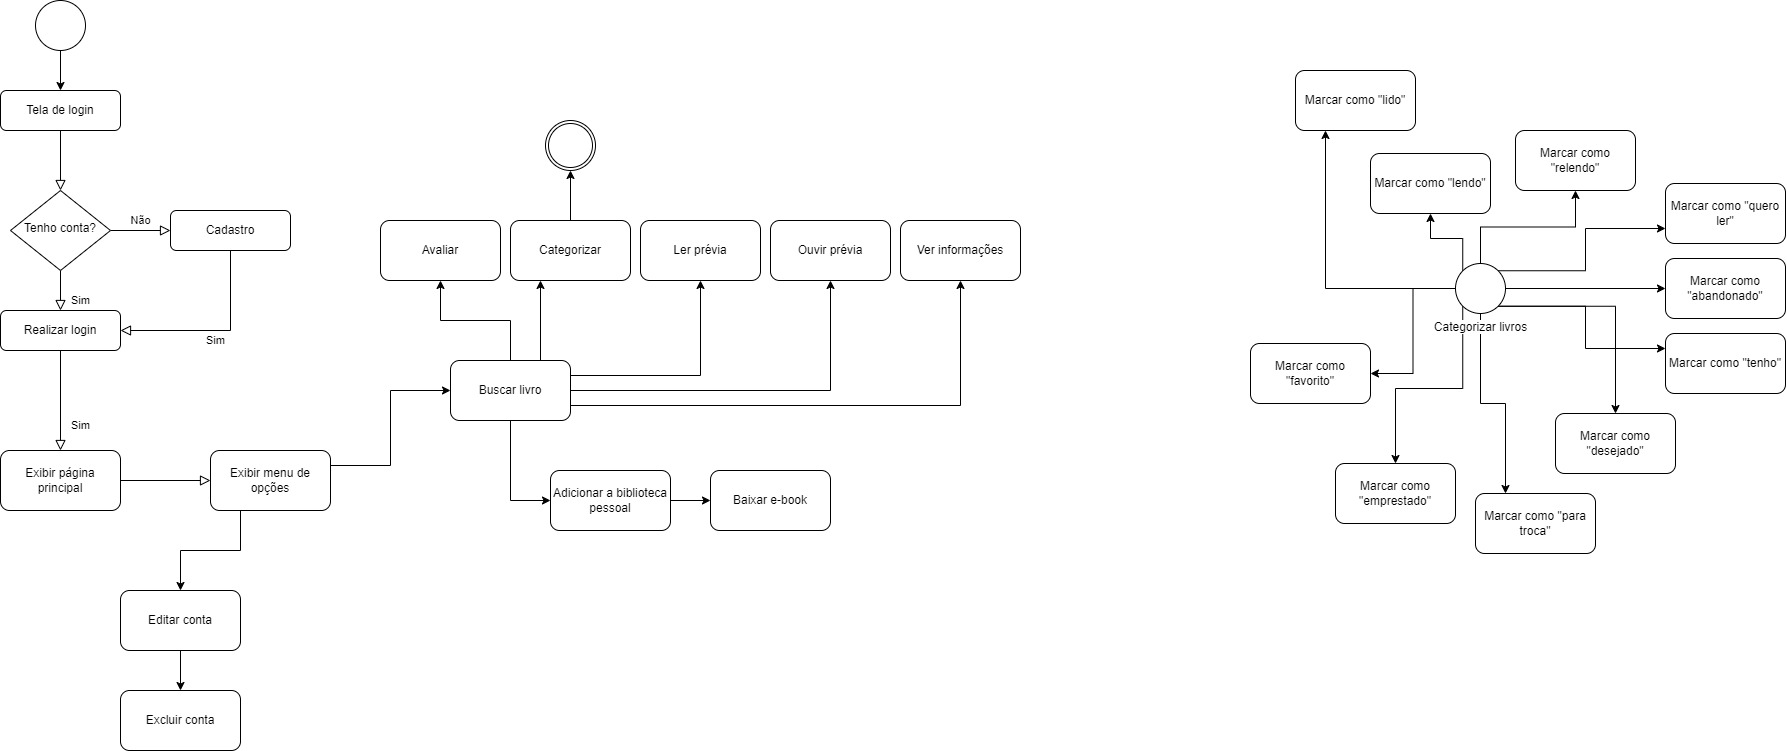 Tela de login
Tenho conta?
Não
Cadastro
Sim
Realizar login
Sim
Sim
Exibir página
principal
Exibir menu de
opções
Editar conta
Excluir conta
Avaliar
Categorizar
Ler prévia
Ouvir prévia
Ver informações
Buscar livro
Adicionar a biblioteca
pessoal
Baixar e-book
Marcar como "lido"
Marcar como "lendo"
Marcar como
"relendo"
Marcar como "quero
ler"
Marcar como
"abandonado"
Categorizar livros
Marcar como "tenho"
Marcar como
"favorito"
Marcar como
"desejado"
Marcar como
"emprestado"
Marcar como "para
troca"